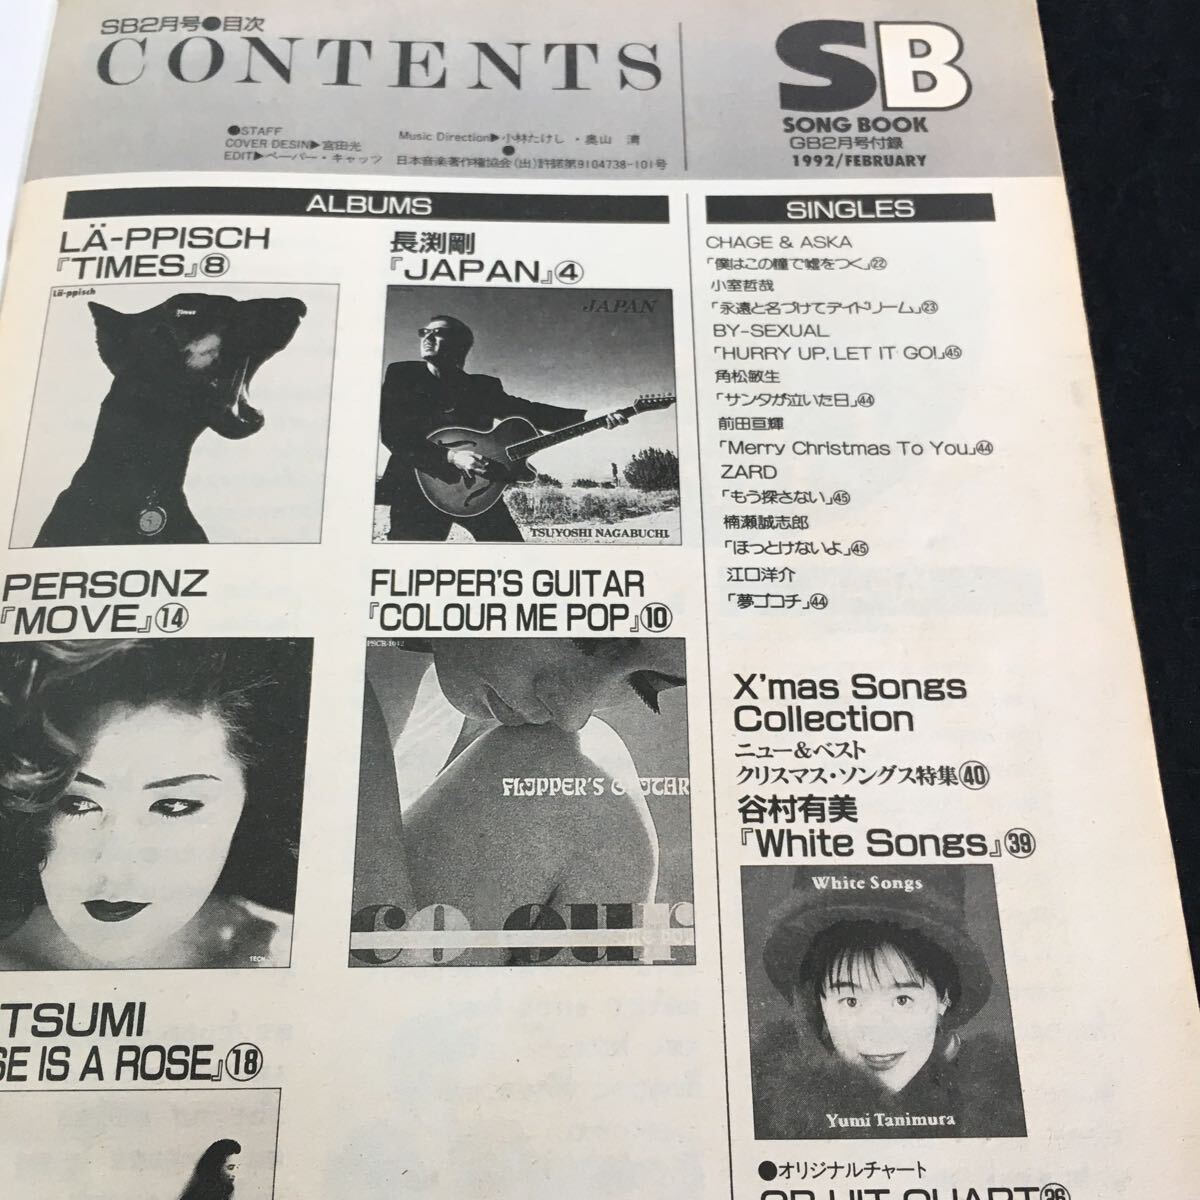 SB2月号●目次
CONTENTS
●STAFF
COVER DESIN▶宮田光
EDIT▶ペーパー・キャッツ
Music Direction▶小林たけし・奥山 清
●
日本音楽著作権協会(出)許諾第9104738-101号
SB
SONG BOOK
GB2月号付録
1992/FEBRUARY
ALBUMS
LÄ-PPISCH
『TIMES』⑧
Lä-ppisch
Times
長渕剛
『JAPAN』④
JAPAN
TSUYOSHI NAGABUCHI
PERSONZ
『MOVE』⑭
FLIPPER'S GUITAR
『COLOUR ME POP』⑩
PSCR-1012
FLIPPER'S GUITAR
colour
TSUMI
SE IS A ROSE』⑱
SINGLES
CHAGE & ASKA
「僕はこの瞳で嘘をつく」㉒
小室哲哉
「永遠と名づけてデイドリーム」㉓
BY-SEXUAL
「HURRY UP, LET IT GO!」㊺
角松敏生
「サンタが泣いた日」㊹
前田亘輝
「Merry Christmas To You」㊹
ZARD
「もう探さない」㊺
楠瀬誠志郎
「ほっとけないよ」㊺
江口洋介
「夢ゴコチ」㊹
X'mas Songs
Collection
ニュー&ベスト
クリスマス・ソングス特集㊵
谷村有美
『White Songs』㊴
White Songs
Yumi Tanimura
●オリジナルチャート
GB HIT CHART㊱